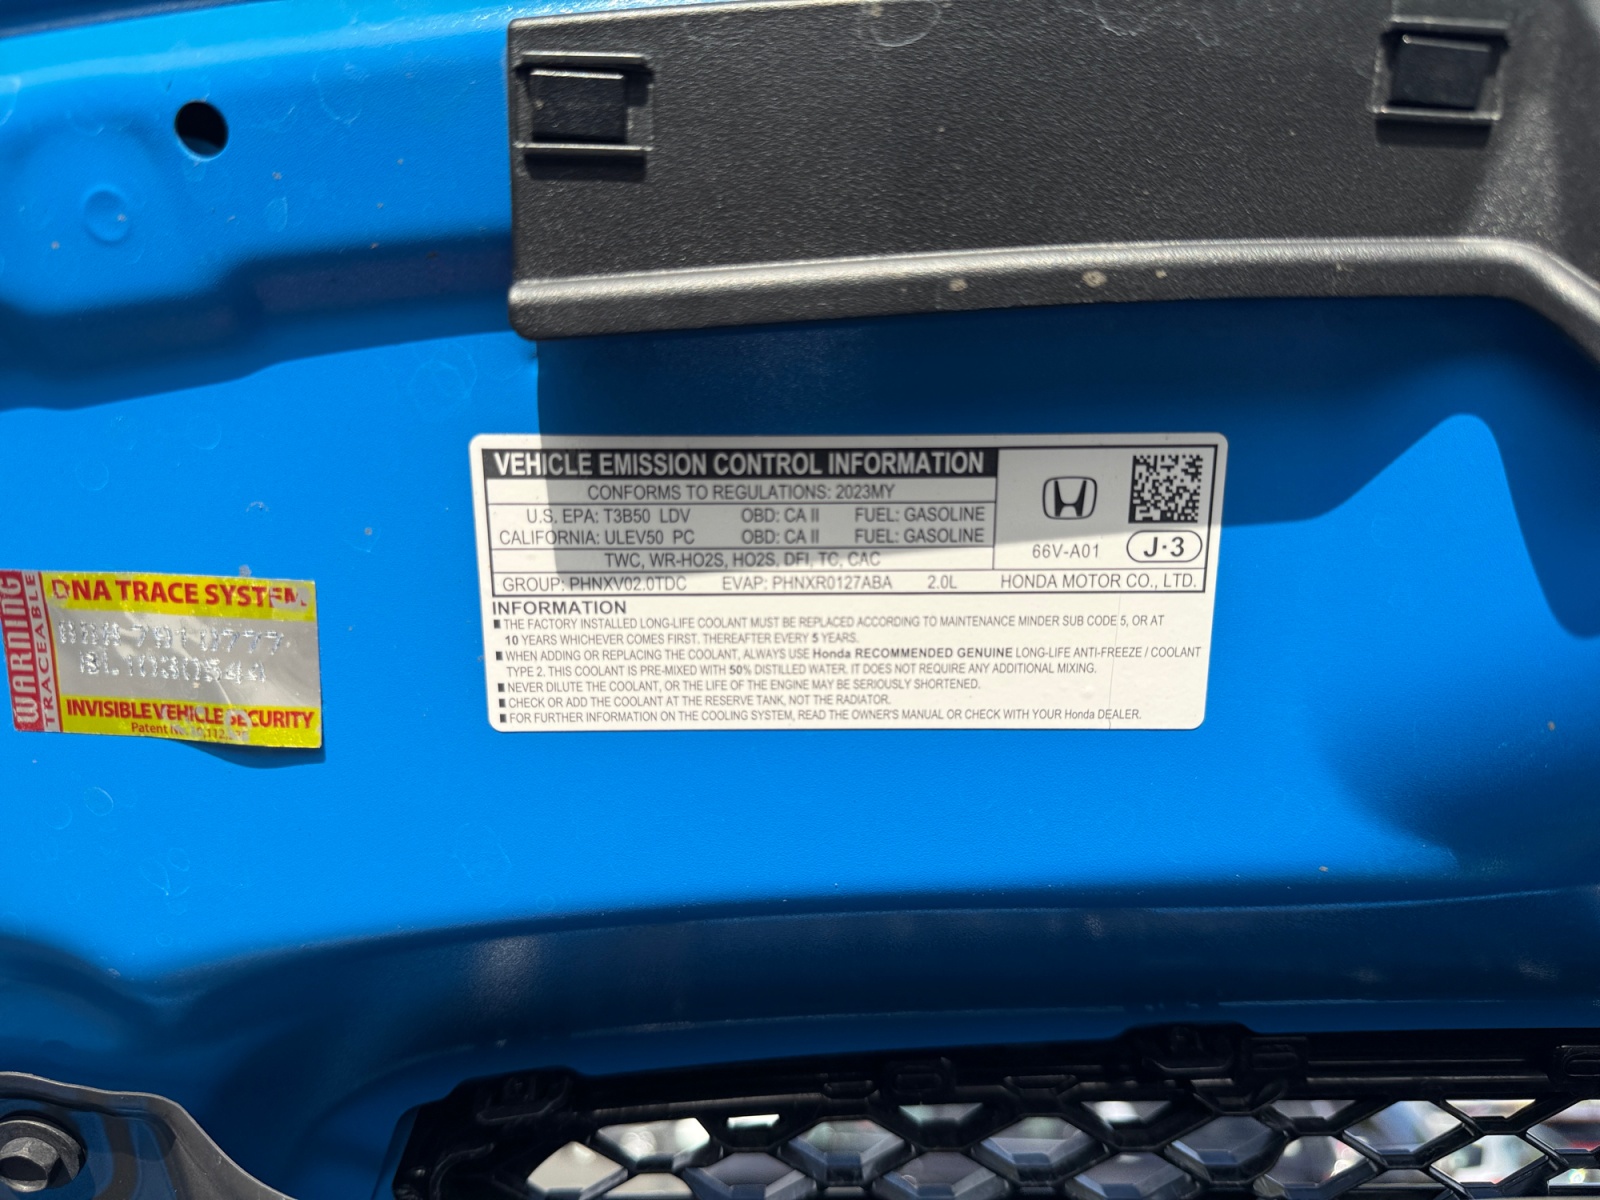 VEHICLE EMISSION CONTROL INFORMATION
CONFORMS TO REGULATIONS: 2023MY
U.S. EPA: T3B50 LDV OBD: CA II FUEL: GASOLINE
CALIFORNIA: ULEV50 PC OBD: CA II FUEL: GASOLINE
TWC, WR-HO2S, HO2S, DFI, TC, CAC
66V-A01 J·3
GROUP: PHNXV02.0TDC EVAP: PHNXR0127ABA 2.0L HONDA MOTOR CO., LTD.
INFORMATION
■ THE FACTORY INSTALLED LONG-LIFE COOLANT MUST BE REPLACED ACCORDING TO MAINTENANCE MINDER SUB CODE 5, OR AT
10 YEARS WHICHEVER COMES FIRST. THEREAFTER EVERY 5 YEARS.
■ WHEN ADDING OR REPLACING THE COOLANT, ALWAYS USE Honda RECOMMENDED GENUINE LONG-LIFE ANTI-FREEZE / COOLANT
TYPE 2. THIS COOLANT IS PRE-MIXED WITH 50% DISTILLED WATER. IT DOES NOT REQUIRE ANY ADDITIONAL MIXING.
■ NEVER DILUTE THE COOLANT, OR THE LIFE OF THE ENGINE MAY BE SERIOUSLY SHORTENED.
■ CHECK OR ADD THE COOLANT AT THE RESERVE TANK, NOT THE RADIATOR.
■ FOR FURTHER INFORMATION ON THE COOLING SYSTEM, READ THE OWNER'S MANUAL OR CHECK WITH YOUR Honda DEALER.
WARNING
TRACEABLE
DNA TRACE SYSTEM
INVISIBLE VEHICLE SECURITY
Patent